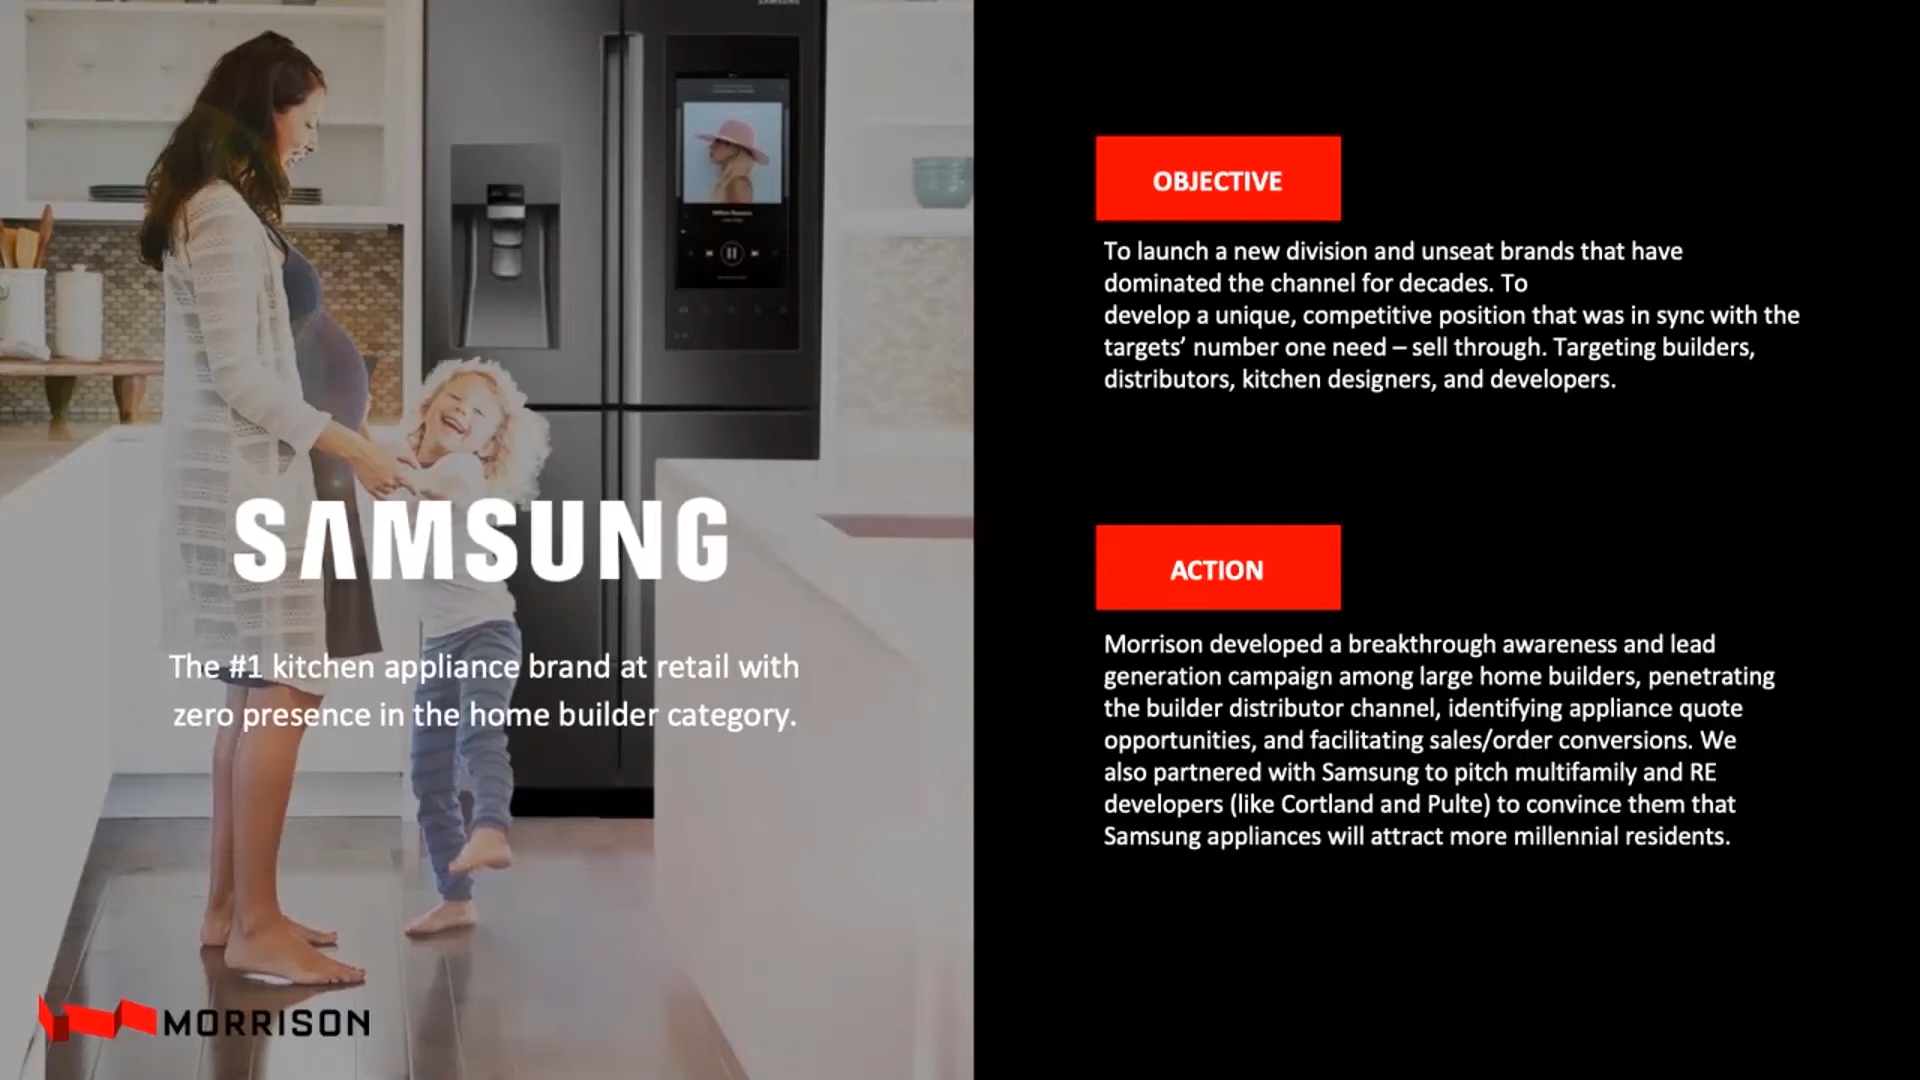 SAMSUNG
SAMSUNG
The #1 kitchen appliance brand at retail with
zero presence in the home builder category.
MORRISON
OBJECTIVE
To launch a new division and unseat brands that have
dominated the channel for decades. To
develop a unique, competitive position that was in sync with the
targets’ number one need – sell through. Targeting builders,
distributors, kitchen designers, and developers.
ACTION
Morrison developed a breakthrough awareness and lead
generation campaign among large home builders, penetrating
the builder distributor channel, identifying appliance quote
opportunities, and facilitating sales/order conversions. We
also partnered with Samsung to pitch multifamily and RE
developers (like Cortland and Pulte) to convince them that
Samsung appliances will attract more millennial residents.